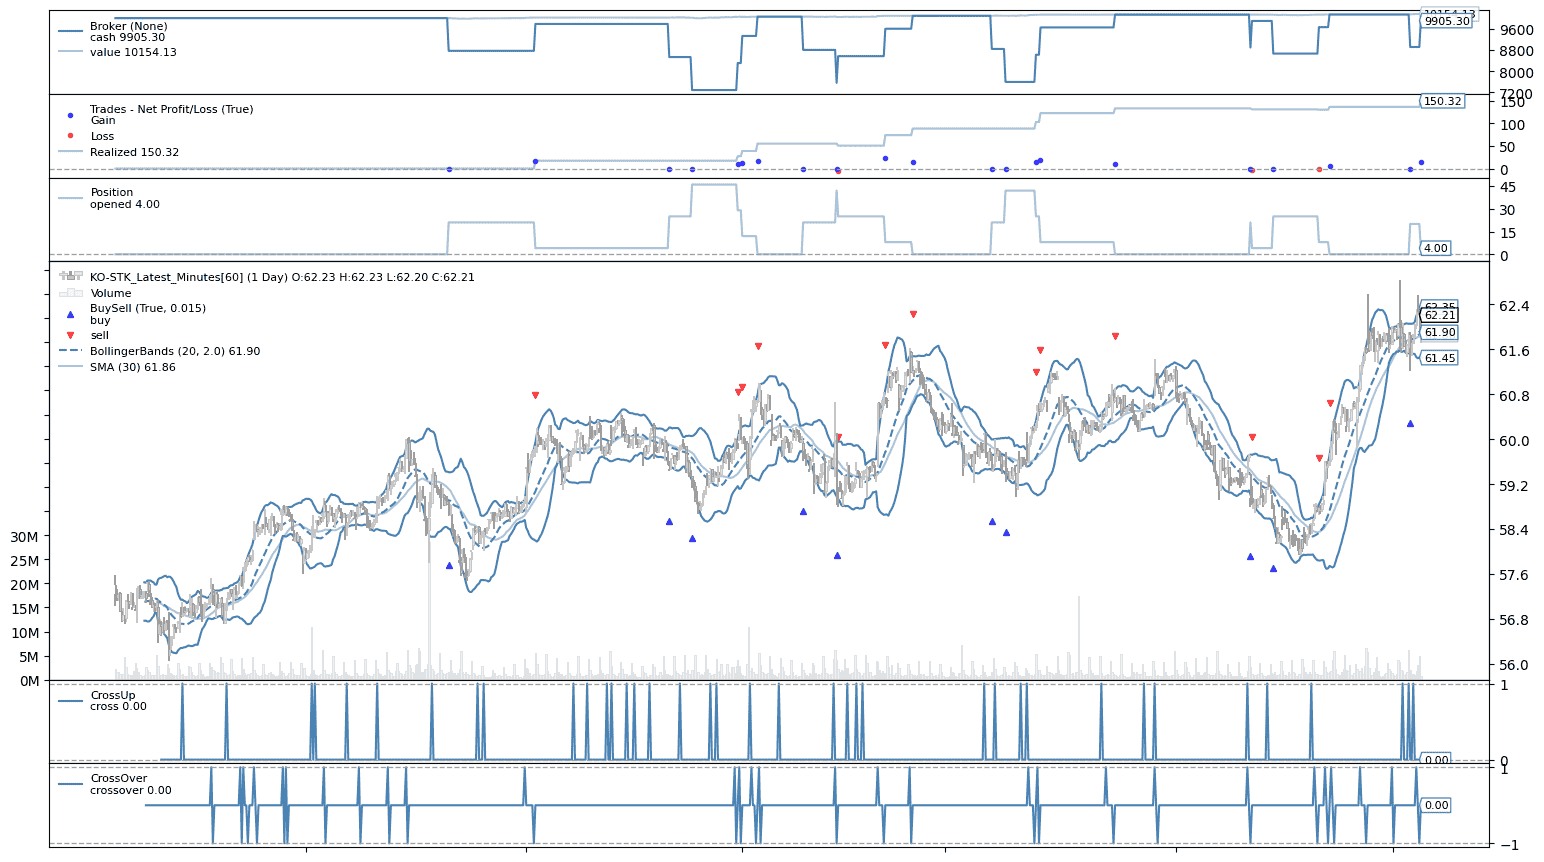 Broker (None)
cash 9905.30
value 10154.13
10154.13
9905.30
9600
8800
8000
7200
Trades - Net Profit/Loss (True)
Gain
Loss
Realized 150.32
150.32
150
100
50
0
Position
opened 4.00
45
30
15
0
4.00
KO-STK_Latest_Minutes[60] (1 Day) O:62.23 H:62.23 L:62.20 C:62.21
Volume
BuySell (True, 0.015)
buy
sell
BollingerBands (20, 2.0) 61.90
SMA (30) 61.86
30M
25M
20M
15M
10M
5M
0M
62.35
62.21
61.90
61.45
62.4
61.6
60.8
60.0
59.2
58.4
57.6
56.8
56.0
CrossUp
cross 0.00
1
0
0.00
CrossOver
crossover 0.00
1
0.00
−1